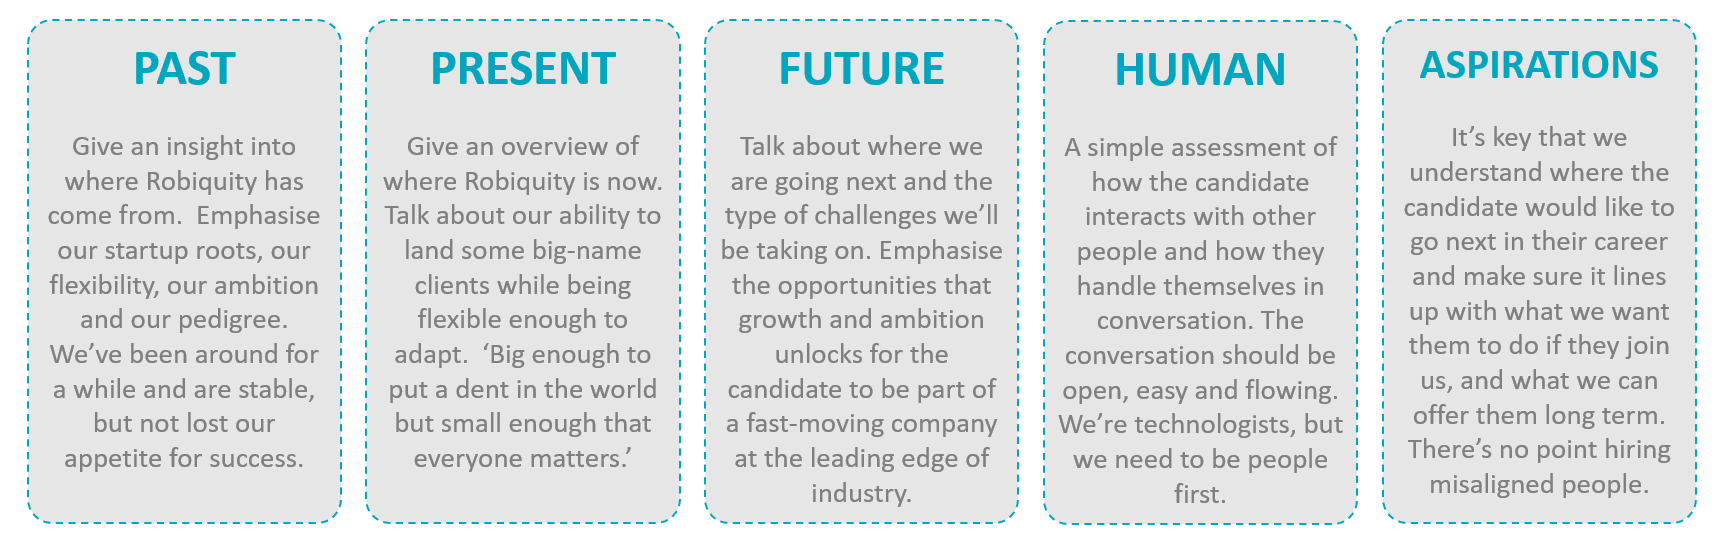 PAST
Give an insight into
where Robiquity has
come from.  Emphasise
our startup roots, our
flexibility, our ambition
and our pedigree.
We’ve been around for
a while and are stable,
but not lost our
appetite for success.
PRESENT
Give an overview of
where Robiquity is now.
Talk about our ability to
land some big-name
clients while being
flexible enough to
adapt.  ‘Big enough to
put a dent in the world
but small enough that
everyone matters.’
FUTURE
Talk about where we
are going next and the
type of challenges we’ll
be taking on. Emphasise
the opportunities that
growth and ambition
unlocks for the
candidate to be part of
a fast-moving company
at the leading edge of
industry.
HUMAN
A simple assessment of
how the candidate
interacts with other
people and how they
handle themselves in
conversation. The
conversation should be
open, easy and flowing.
We’re technologists, but
we need to be people
first.
ASPIRATIONS
It’s key that we
understand where the
candidate would like to
go next in their career
and make sure it lines
up with what we want
them to do if they join
us, and what we can
offer them long term.
There’s no point hiring
misaligned people.